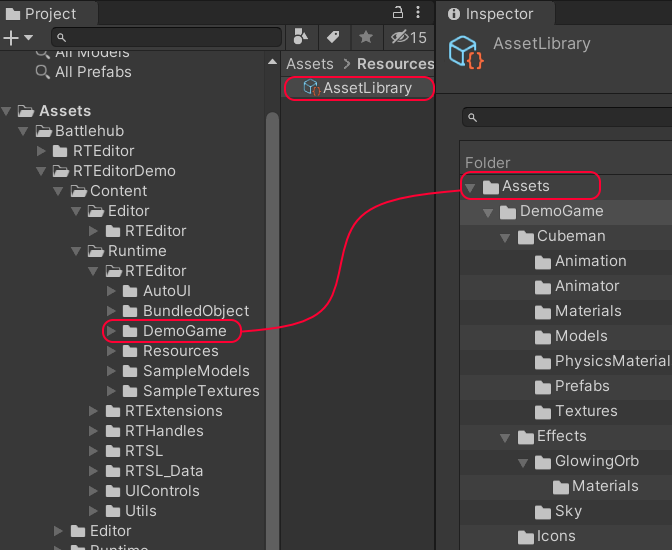 Project
15
All Models
All Prefabs
Assets
Battlehub
RTEditor
RTEditorDemo
Content
Editor
RTEditor
Runtime
RTEditor
AutoUI
BundledObject
DemoGame
Resources
SampleModels
SampleTextures
RTExtensions
RTHandles
RTSL
RTSL_Data
UIControls
Utils
Editor
Runtime
Assets > Resources
AssetLibrary
Inspector
AssetLibrary
Folder
Assets
DemoGame
Cubeman
Animation
Animator
Materials
Models
PhysicsMaterial
Prefabs
Textures
Effects
GlowingOrb
Materials
Sky
Icons